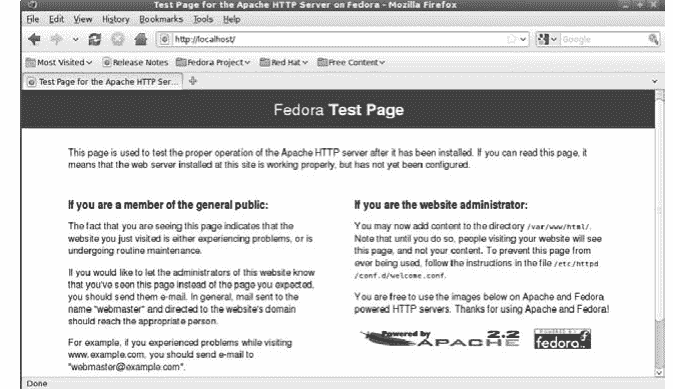 Test Page for the Apache HTTP Server on Fedora - Mozilla Firefox
File Edit View History Bookmarks Tools Help
http://localhost/
Google
Most Visited Release Notes Fedora Project Red Hat Free Content
Test Page for the Apache HTTP Ser...
Fedora Test Page
This page is used to test the proper operation of the Apache HTTP server after it has been installed. If you can read this page, it
means that the web server installed at this site is working properly, but has not yet been configured.
If you are a member of the general public:
The fact that you are seeing this page indicates that the
website you just visited is either experiencing problems, or is
undergoing routine maintenance.
If you would like to let the administrators of this website know
that you've seen this page instead of the page you expected,
you should send them e-mail. In general, mail sent to the
name "webmaster" and directed to the website's domain
should reach the appropriate person.
For example, if you experienced problems while visiting
www.example.com, you should send e-mail to
"webmaster@example.com".
If you are the website administrator:
You may now add content to the directory /var/www/html/.
Note that until you do so, people visiting your website will see
this page, and not your content. To prevent this page from
ever being used, follow the instructions in the file /etc/httpd
/conf.d/welcome.conf.
You are free to use the images below on Apache and Fedora
powered HTTP servers. Thanks for using Apache and Fedora!
Powered by
APACHE 2.2
POWERED BY
fedora
Done